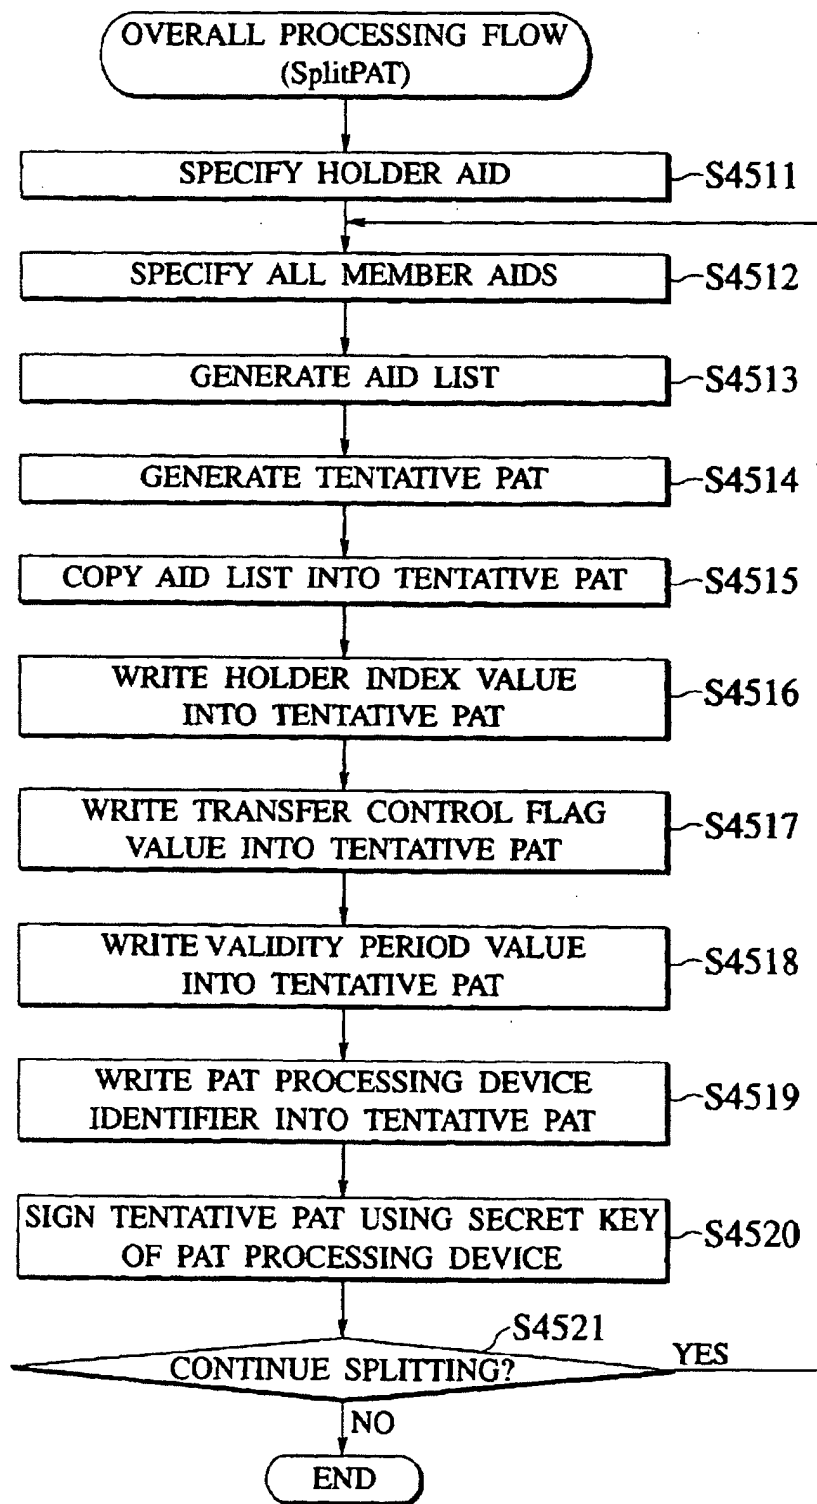 OVERALL PROCESSING FLOW
(SplitPAT)
SPECIFY HOLDER AID
S4511
SPECIFY ALL MEMBER AIDS
S4512
GENERATE AID LIST
S4513
GENERATE TENTATIVE PAT
S4514
COPY AID LIST INTO TENTATIVE PAT
S4515
WRITE HOLDER INDEX VALUE
INTO TENTATIVE PAT
S4516
WRITE TRANSFER CONTROL FLAG
VALUE INTO TENTATIVE PAT
S4517
WRITE VALIDITY PERIOD VALUE
INTO TENTATIVE PAT
S4518
WRITE PAT PROCESSING DEVICE
IDENTIFIER INTO TENTATIVE PAT
S4519
SIGN TENTATIVE PAT USING SECRET KEY
OF PAT PROCESSING DEVICE
S4520
S4521
CONTINUE SPLITTING?
YES
NO
END